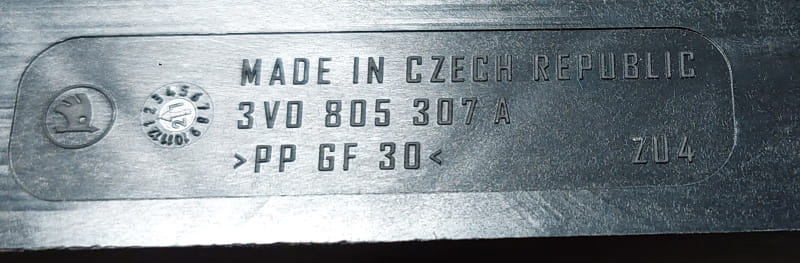 MADE IN CZECH REPUBLIC
3V0 805 307 A
>PP GF 30<
ZU4